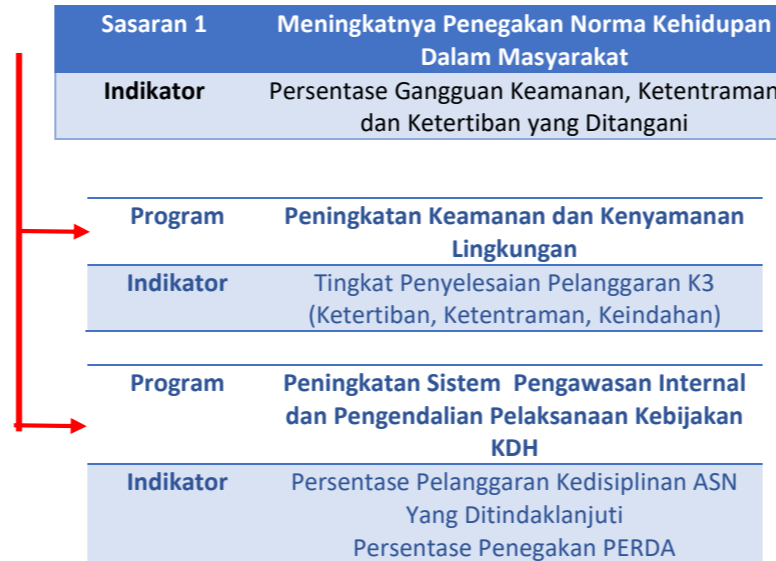 Sasaran 1 Meningkatnya Penegakan Norma Kehidupan
Dalam Masyarakat
Indikator Persentase Gangguan Keamanan, Ketentraman
dan Ketertiban yang Ditangani
Program Peningkatan Keamanan dan Kenyamanan
Lingkungan
Indikator Tingkat Penyelesaian Pelanggaran K3
(Ketertiban, Ketentraman, Keindahan)
Program Peningkatan Sistem Pengawasan Internal
dan Pengendalian Pelaksanaan Kebijakan
KDH
Indikator Persentase Pelanggaran Kedisiplinan ASN
Yang Ditindaklanjuti
Persentase Penegakan PERDA